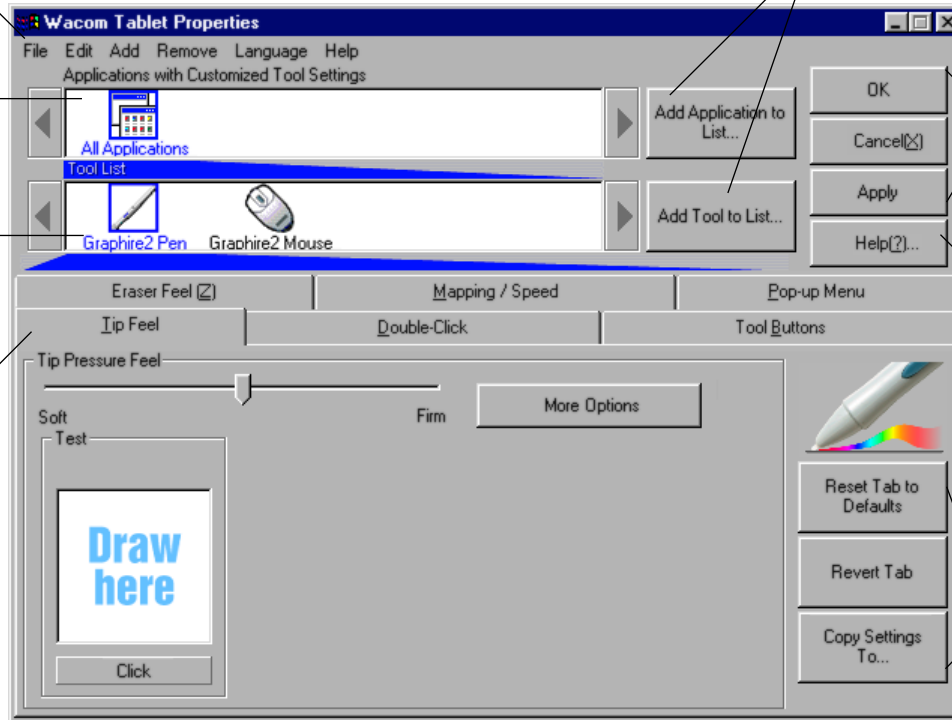 Wacom Tablet Properties
File Edit Add Remove Language Help
Applications with Customized Tool Settings
All Applications
Add Application to
List...
OK
Cancel(X)
Tool List
Graphire2 Pen Graphire2 Mouse
Add Tool to List...
Apply
Help(?)...
Eraser Feel (Z) Mapping / Speed Pop-up Menu
Tip Feel Double-Click Tool Buttons
Tip Pressure Feel
Soft Firm
More Options
Test
Draw
here
Click
Reset Tab to
Defaults
Revert Tab
Copy Settings
To...